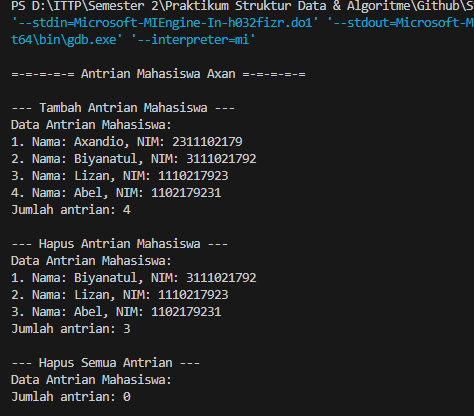 PS D:\ITTP\Semester 2\Praktikum Struktur Data & Algoritme\Github\S
'--stdin=Microsoft-MIEngine-In-h032fizr.do1' '--stdout=Microsoft-M
t64\bin\gdb.exe' '--interpreter=mi'
=-=-=-=-= Antrian Mahasiswa Axan =-=-=-=-=
--- Tambah Antrian Mahasiswa ---
Data Antrian Mahasiswa:
1. Nama: Axandio, NIM: 2311102179
2. Nama: Biyanatul, NIM: 3111021792
3. Nama: Lizan, NIM: 1110217923
4. Nama: Abel, NIM: 1102179231
Jumlah antrian: 4
--- Hapus Antrian Mahasiswa ---
Data Antrian Mahasiswa:
1. Nama: Biyanatul, NIM: 3111021792
2. Nama: Lizan, NIM: 1110217923
3. Nama: Abel, NIM: 1102179231
Jumlah antrian: 3
--- Hapus Semua Antrian ---
Data Antrian Mahasiswa:
Jumlah antrian: 0